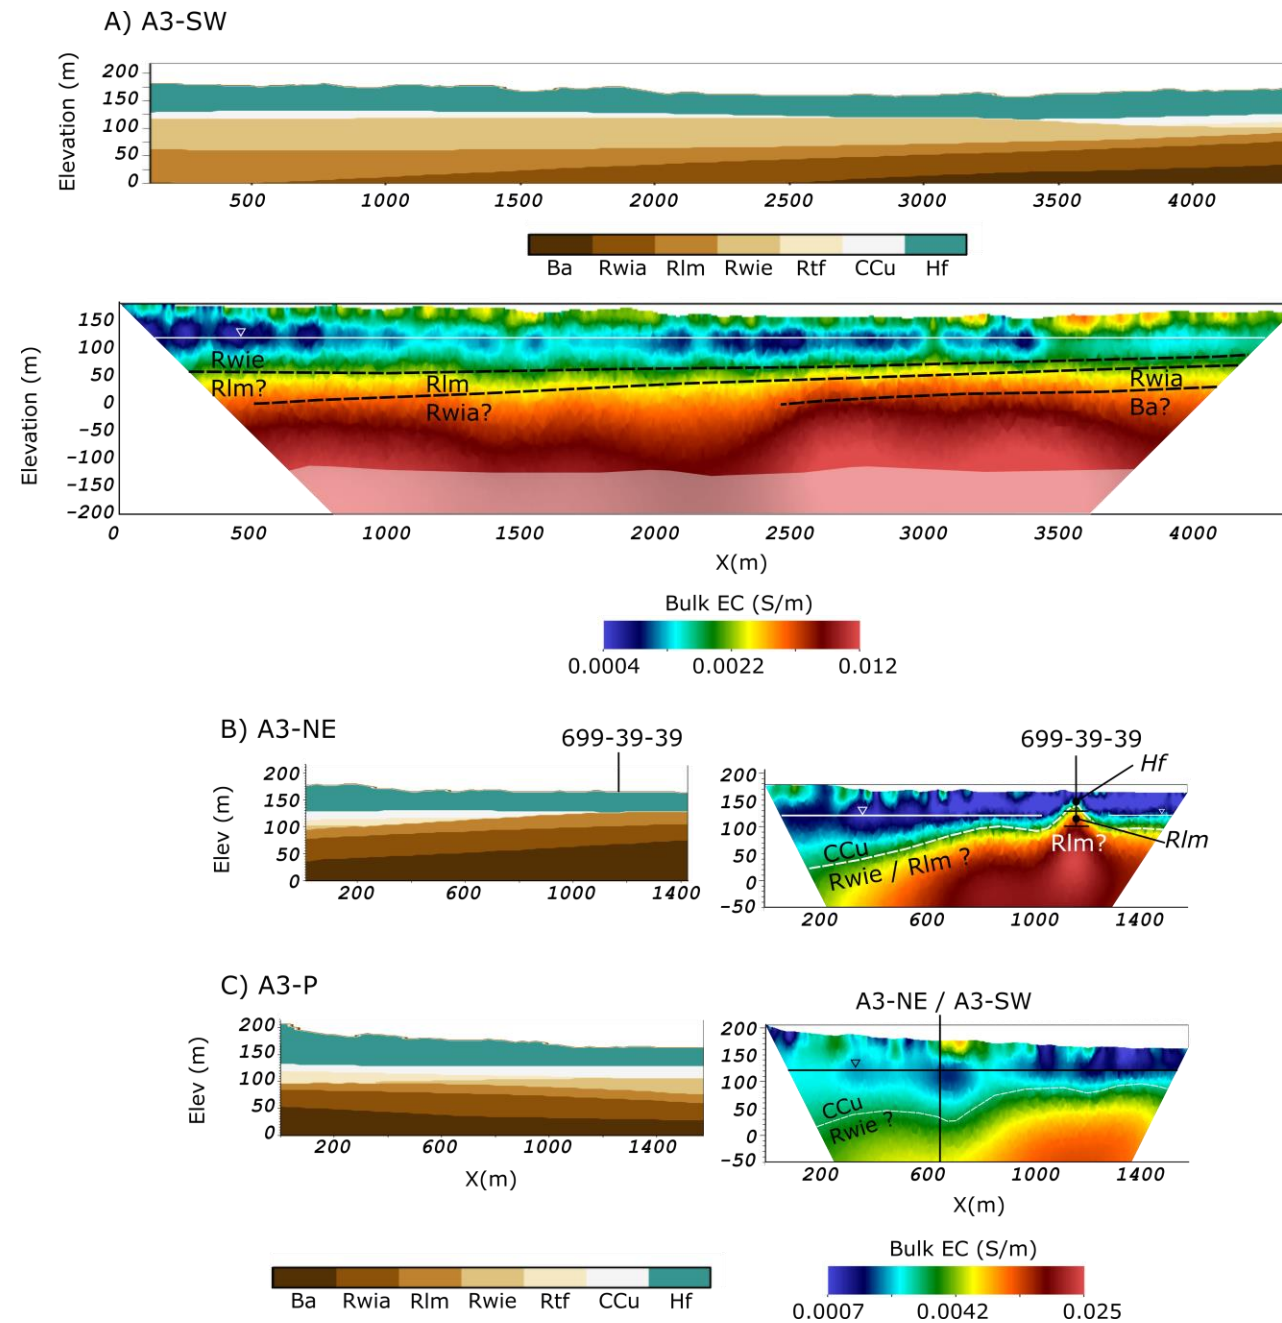 A) A3-SW
Elevation (m)
200
150
100
50
0
500 1000 1500 2000 2500 3000 3500 4000
Ba Rwia Rlm Rwie Rtf CCu Hf
Elevation (m)
150
100
50
0
-50
-100
-150
-200
Rwie
Rlm?
Rlm
Rwia?
Rwia
Ba?
0 500 1000 1500 2000 2500 3000 3500 4000
X(m)
Bulk EC (S/m)
0.0004 0.0022 0.012
B) A3-NE
699-39-39
Elev (m)
200
150
100
50
0
200 600 1000 1400
699-39-39
Hf
Rlm
200
150
100
50
0
-50
CCu
Rwie / Rlm ?
Rlm?
200 600 1000 1400
C) A3-P
Elev (m)
200
150
100
50
0
200 600 1000 1400
X(m)
A3-NE / A3-SW
200
150
100
50
0
-50
CCu
Rwie ?
200 600 1000 1400
X(m)
Ba Rwia Rlm Rwie Rtf CCu Hf
Bulk EC (S/m)
0.0007 0.0042 0.025